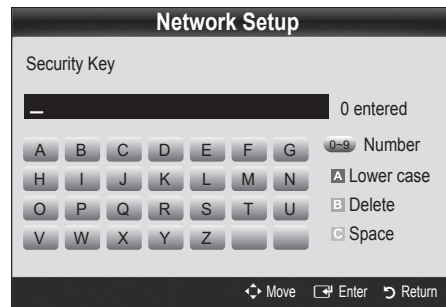 Network Setup
Security Key
0 entered
A B C D E F G 0~9 Number
H I J K L M N A Lower case
O P Q R S T U B Delete
V W X Y Z C Space
Move Enter Return